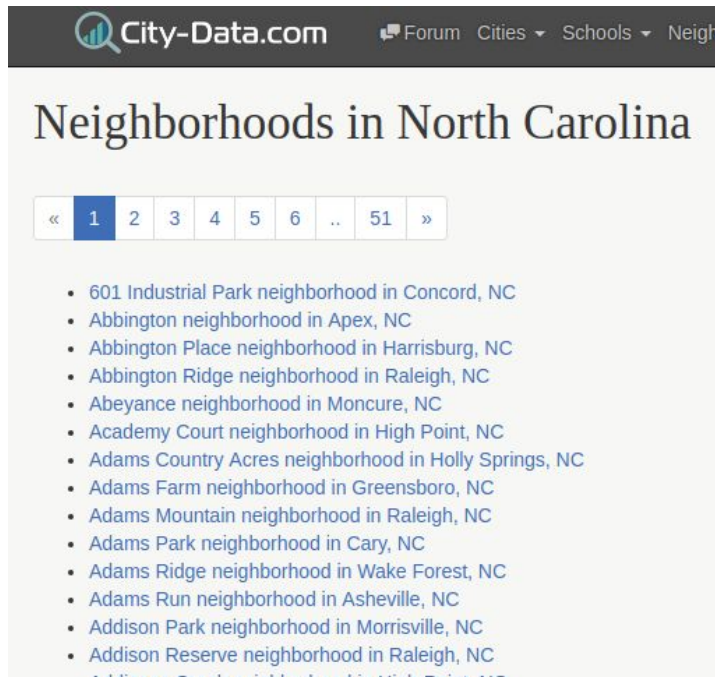 City-Data.com Forum Cities Schools Neigh
Neighborhoods in North Carolina
« 1 2 3 4 5 6 .. 51 »
601 Industrial Park neighborhood in Concord, NC
Abbington neighborhood in Apex, NC
Abbington Place neighborhood in Harrisburg, NC
Abbington Ridge neighborhood in Raleigh, NC
Abeyance neighborhood in Moncure, NC
Academy Court neighborhood in High Point, NC
Adams Country Acres neighborhood in Holly Springs, NC
Adams Farm neighborhood in Greensboro, NC
Adams Mountain neighborhood in Raleigh, NC
Adams Park neighborhood in Cary, NC
Adams Ridge neighborhood in Wake Forest, NC
Adams Run neighborhood in Asheville, NC
Addison Park neighborhood in Morrisville, NC
Addison Reserve neighborhood in Raleigh, NC